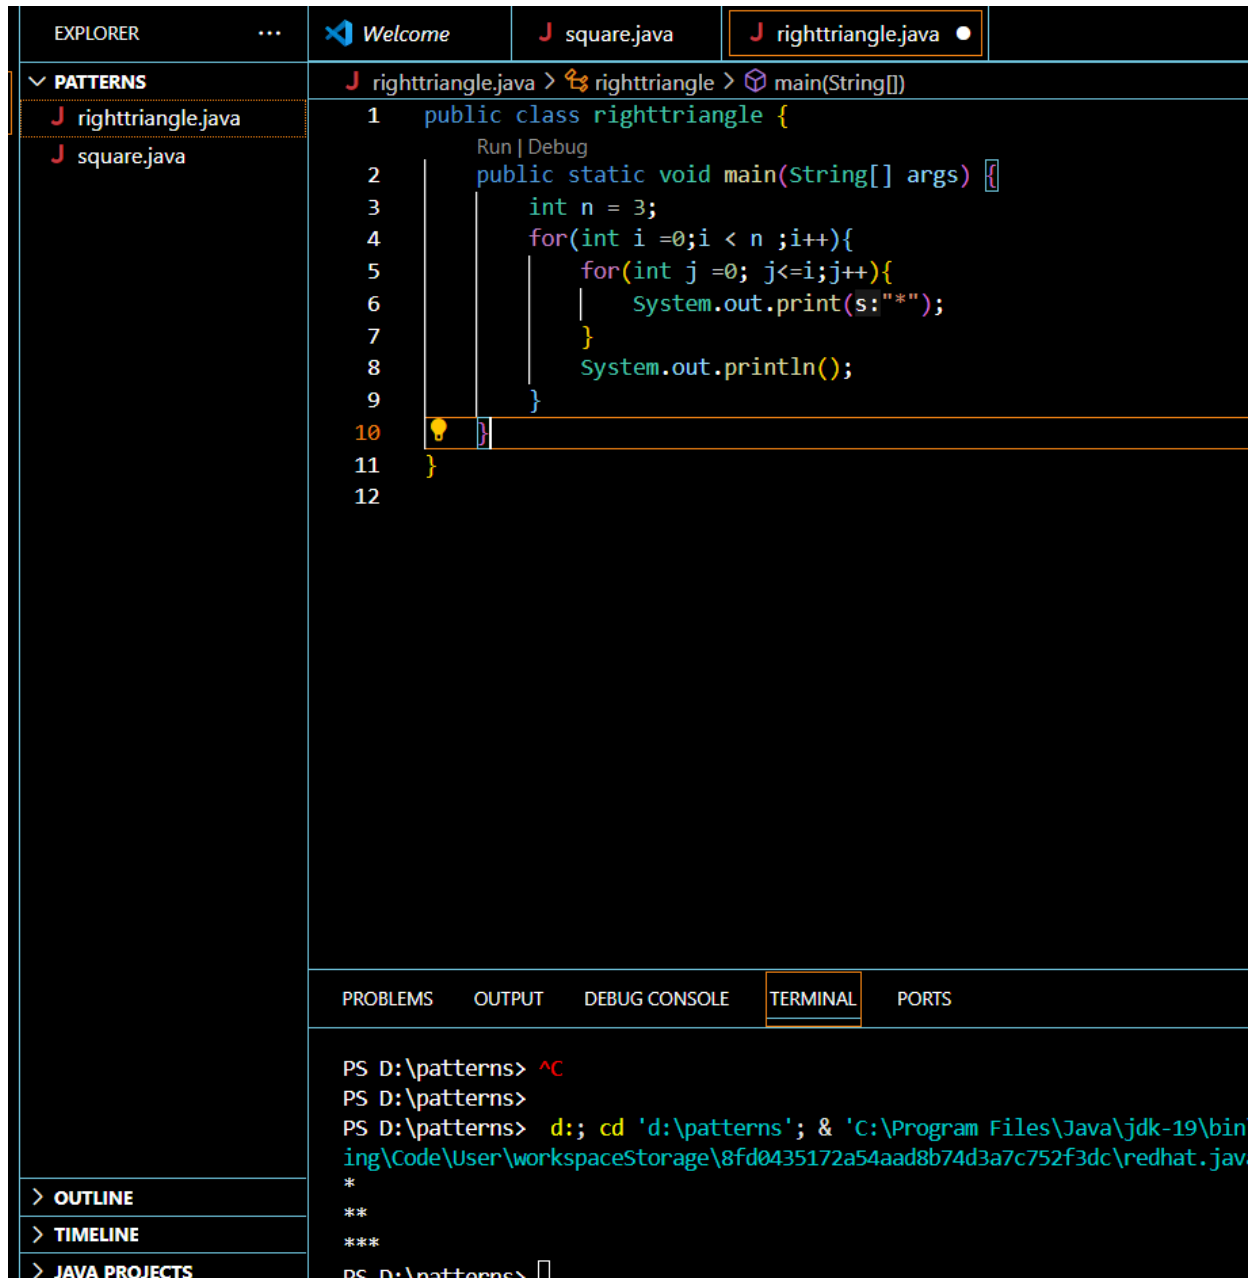 EXPLORER ···
PATTERNS
righttriangle.java
square.java
OUTLINE
TIMELINE
JAVA PROJECTS
Welcome J square.java J righttriangle.java
J righttriangle.java > righttriangle > main(String[])
1 public class righttriangle {
Run | Debug
2 public static void main(String[] args) {
3 int n = 3;
4 for(int i =0;i < n ;i++){
5 for(int j =0; j<=i;j++){
6 System.out.print(s:"*");
7 }
8 System.out.println();
9 }
10 }
11 }
12
PROBLEMS OUTPUT DEBUG CONSOLE TERMINAL PORTS
PS D:\patterns> ^C
PS D:\patterns>
PS D:\patterns> d:; cd 'd:\patterns'; & 'C:\Program Files\Java\jdk-19\bin
ing\Code\User\workspaceStorage\8fd0435172a54aad8b74d3a7c752f3dc\redhat.java
*
**
***
PS D:\patterns>